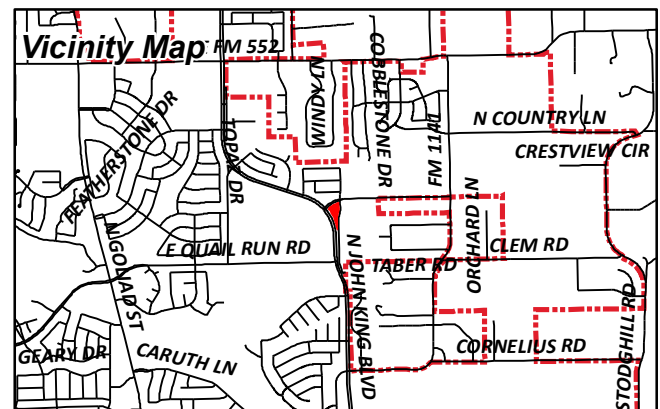 Vicinity Map
FM 552
FEATHERSTONE DR
TOPAZ DR
WINDY LN
COBBLESTONE DR
FM 1141
N COUNTRY LN
CRESTVIEW CIR
N GOLIAD ST
E QUAIL RUN RD
N JOHN KING BLVD
TABER RD
ORCHARD LN
CLEM RD
GEARY DR
CARUTH LN
CORNELIUS RD
STODGHILL RD